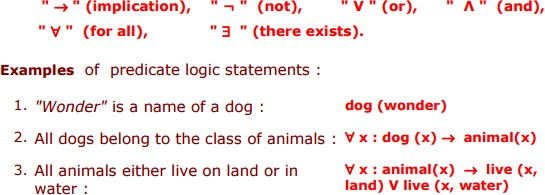 " → " (implication), " ¬ " (not), " V " (or), " Λ " (and),
" ∀ " (for all), " ∃ " (there exists).
Examples of predicate logic statements :
1. "Wonder" is a name of a dog : dog (wonder)
2. All dogs belong to the class of animals : ∀ x : dog (x) → animal(x)
3. All animals either live on land or in ∀ x : animal(x) → live (x,
water : land) V live (x, water)